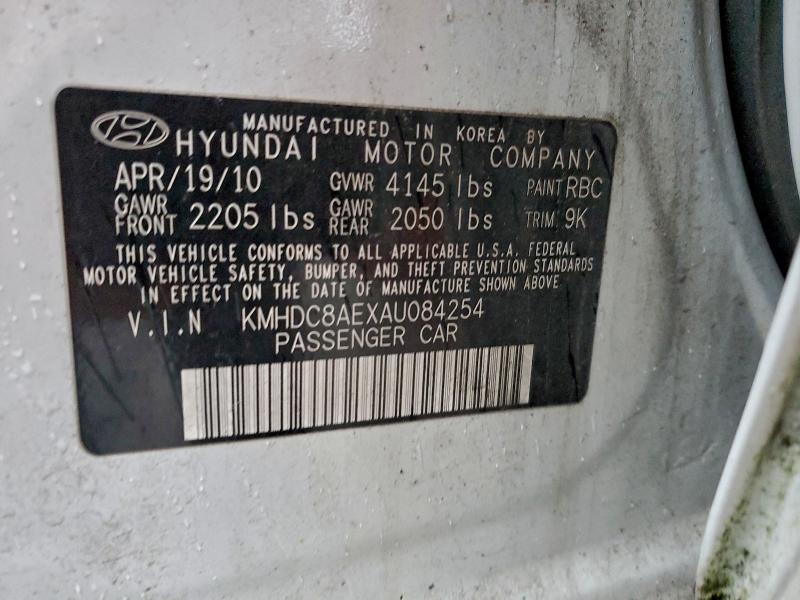 MANUFACTURED IN KOREA BY
HYUNDAI MOTOR COMPANY
APR/19/10 GVWR 4145 lbs PAINT RBC
GAWR FRONT 2205 lbs GAWR REAR 2050 lbs TRIM: 9K
THIS VEHICLE CONFORMS TO ALL APPLICABLE U.S.A. FEDERAL
MOTOR VEHICLE SAFETY, BUMPER, AND THEFT PREVENTION STANDARDS
IN EFFECT ON THE DATE OF MANUFACTURE SHOWN ABOVE
V.I.N KMHDC8AEXAU084254
PASSENGER CAR